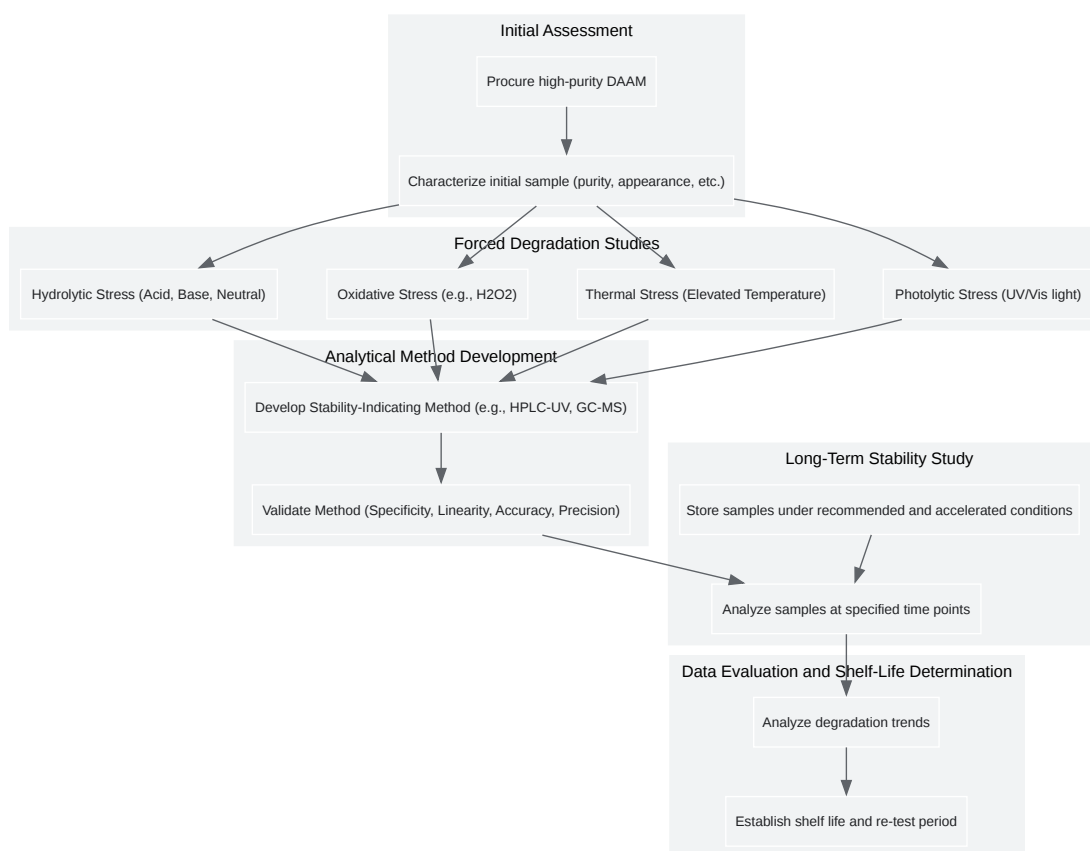 Initial Assessment
Procure high-purity DAAM
Characterize initial sample (purity, appearance, etc.)
Forced Degradation Studies
Hydrolytic Stress (Acid, Base, Neutral)
Oxidative Stress (e.g., H2O2)
Thermal Stress (Elevated Temperature)
Photolytic Stress (UV/Vis light)
Analytical Method Development
Develop Stability-Indicating Method (e.g., HPLC-UV, GC-MS)
Validate Method (Specificity, Linearity, Accuracy, Precision)
Long-Term Stability Study
Store samples under recommended and accelerated conditions
Analyze samples at specified time points
Data Evaluation and Shelf-Life Determination
Analyze degradation trends
Establish shelf life and re-test period